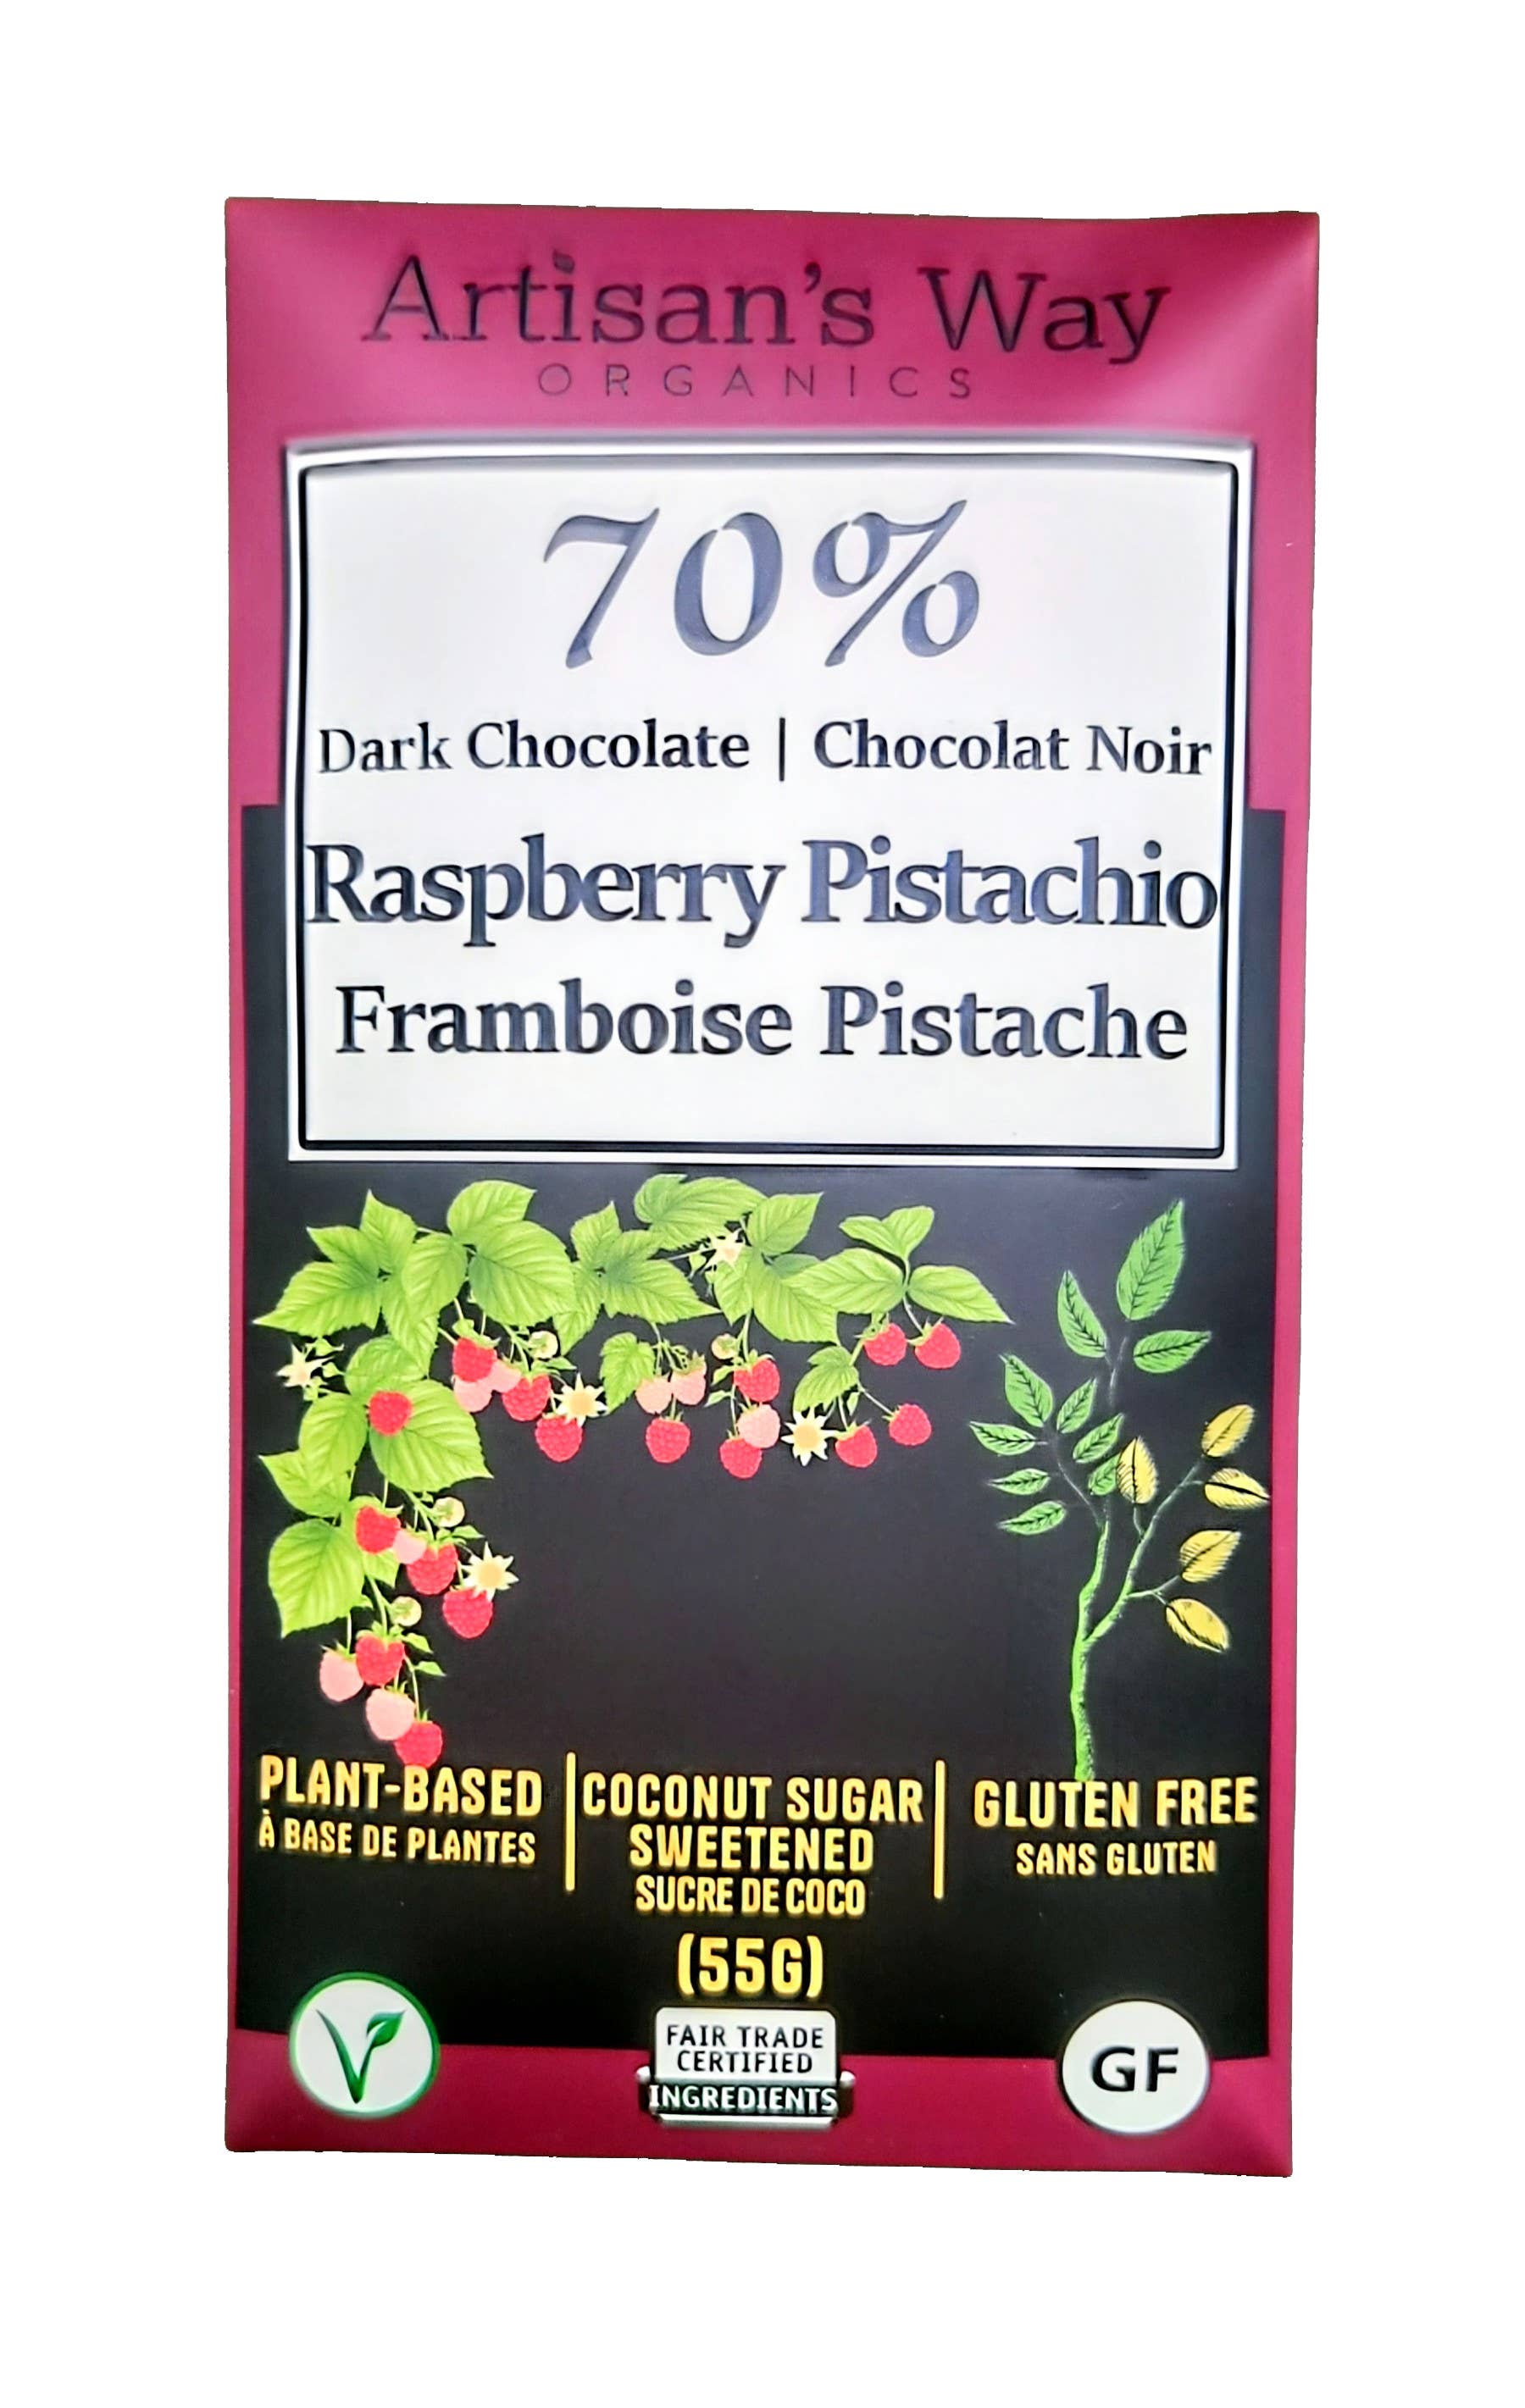 Artisan's Way
ORGANICS
70%
Dark Chocolate | Chocolat Noir
Raspberry Pistachio
Framboise Pistache
PLANT-BASED
À BASE DE PLANTES
COCONUT SUGAR
SWEETENED
SUCRE DE COCO
GLUTEN FREE
SANS GLUTEN
(55G)
FAIR TRADE
CERTIFIED
INGREDIENTS
GF